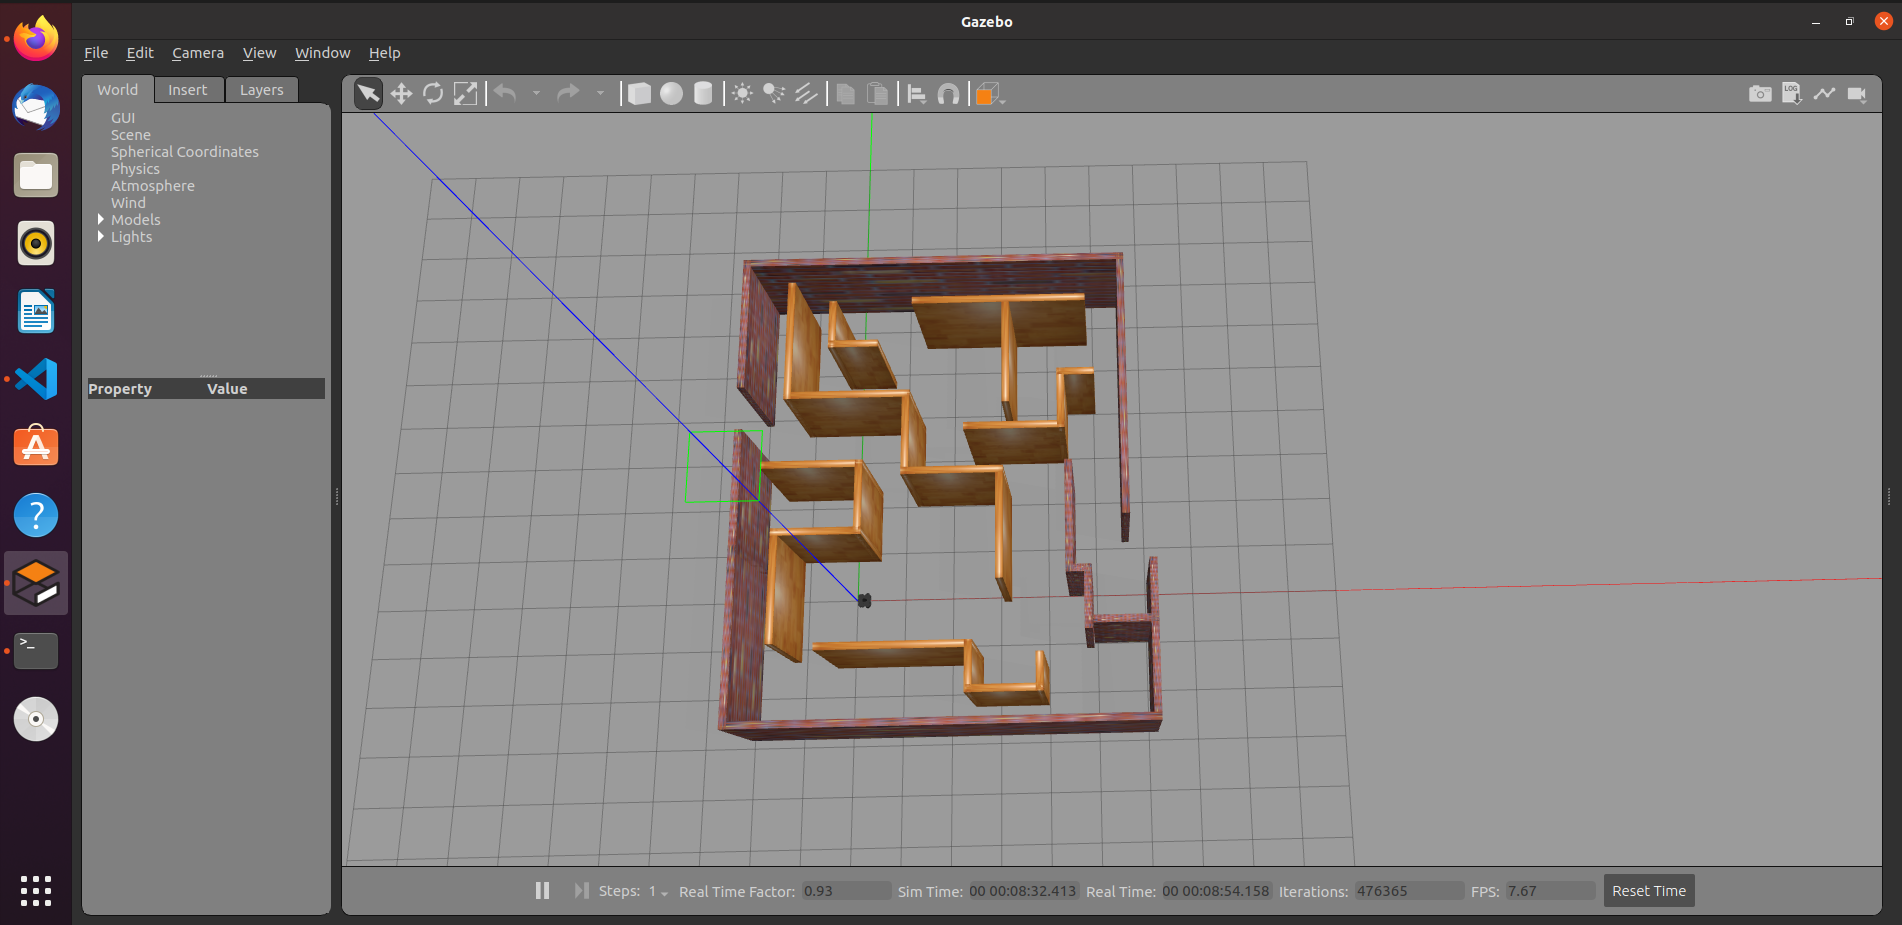 Gazebo
File Edit Camera View Window Help
World Insert Layers
GUI
Scene
Spherical Coordinates
Physics
Atmosphere
Wind
Models
Lights
Property Value
LOG
?
>_
Steps: 1 Real Time Factor: 0.93 Sim Time: 00 00:08:32.413 Real Time: 00 00:08:54.158 Iterations: 476365 FPS: 7.67 Reset Time